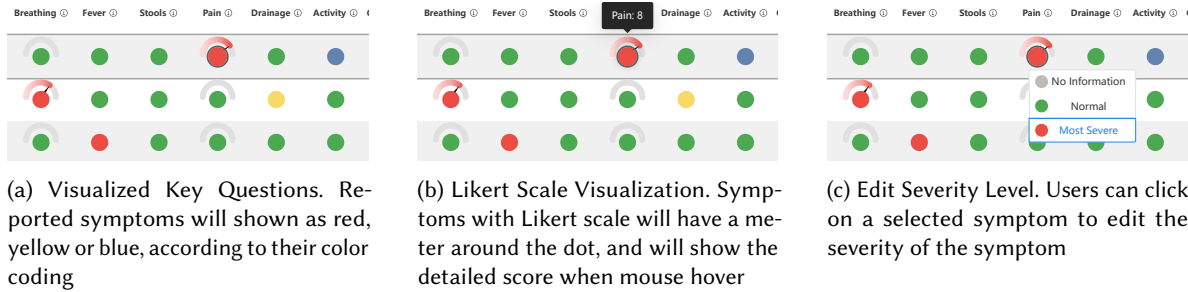 Breathing ⓘ Fever ⓘ Stools ⓘ Pain ⓘ Drainage ⓘ Activity ⓘ
(a) Visualized Key Questions. Re-
ported symptoms will shown as red,
yellow or blue, according to their color
coding
Breathing ⓘ Fever ⓘ Stools ⓘ Pain ⓘ Drainage ⓘ Activity ⓘ
Pain: 8
(b) Likert Scale Visualization. Symp-
toms with Likert scale will have a me-
ter around the dot, and will show the
detailed score when mouse hover
Breathing ⓘ Fever ⓘ Stools ⓘ Pain ⓘ Drainage ⓘ Activity ⓘ
No Information
Normal
Most Severe
(c) Edit Severity Level. Users can click
on a selected symptom to edit the
severity of the symptom